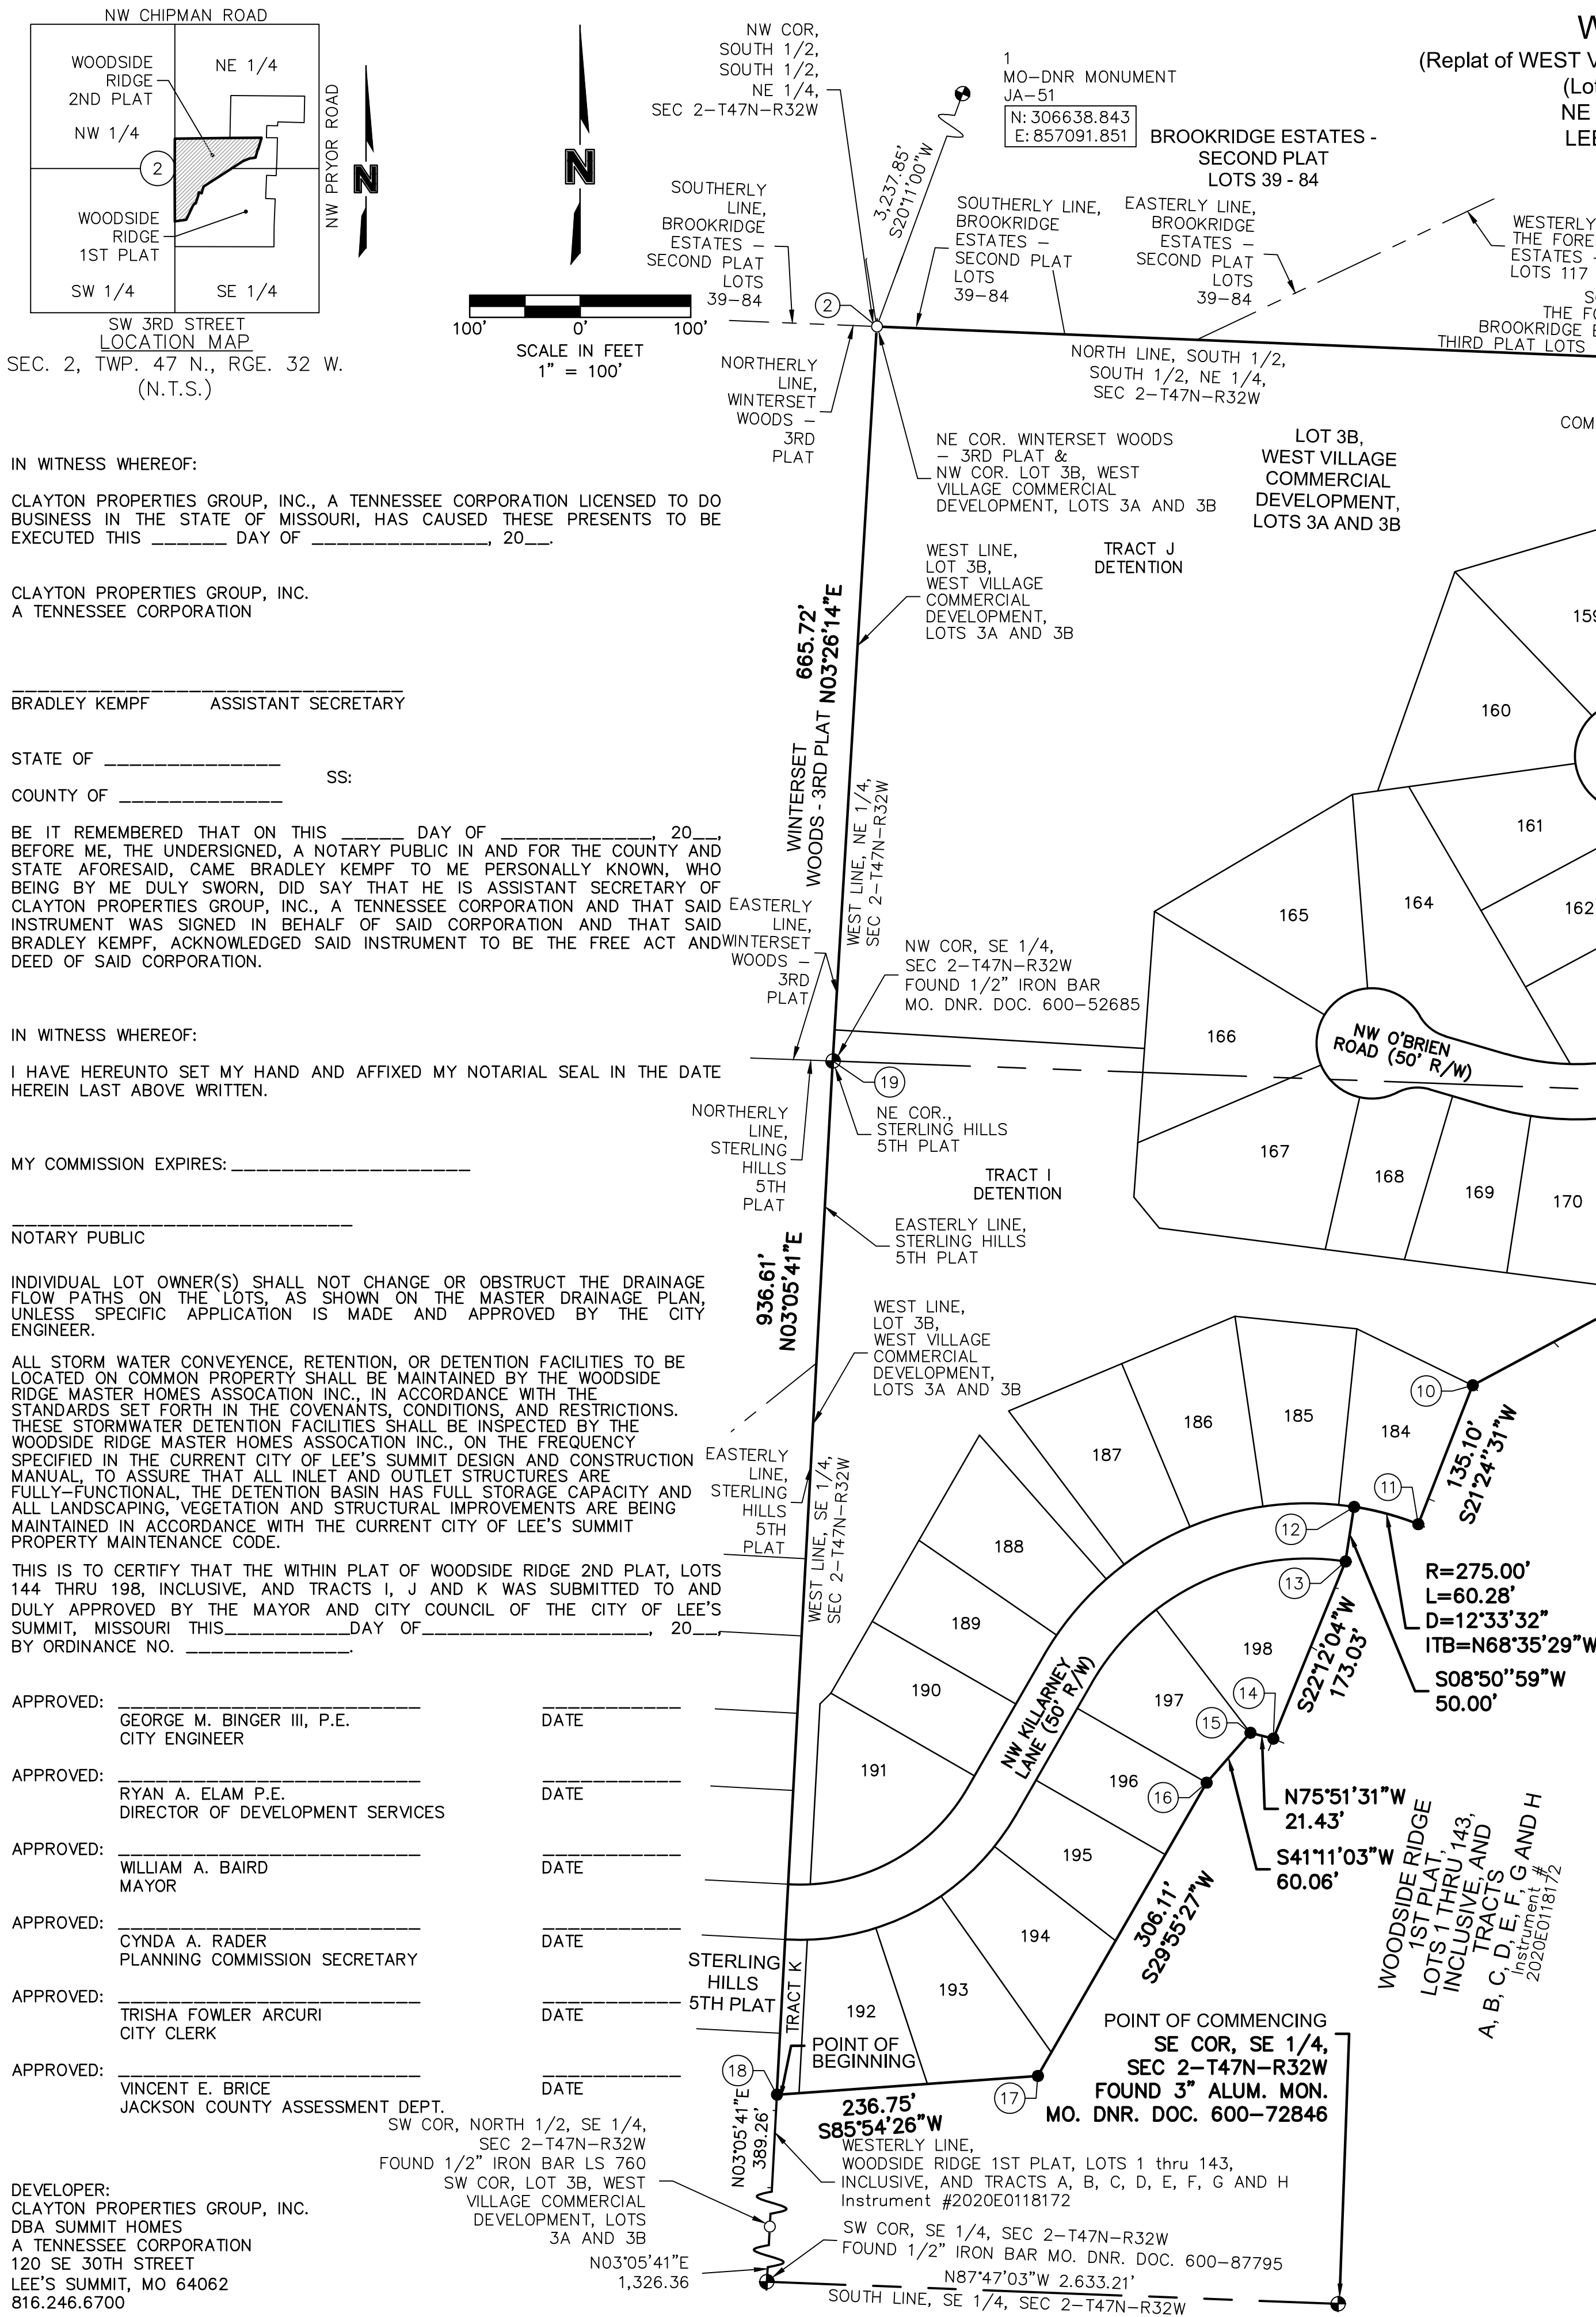 NW CHIPMAN ROAD
WOODSIDE
RIDGE
2ND PLAT
NE 1/4
NW 1/4
2
NW PRYOR ROAD
WOODSIDE
RIDGE
1ST PLAT
SW 1/4
SE 1/4
SW 3RD STREET
LOCATION MAP
SEC. 2, TWP. 47 N., RGE. 32 W.
(N.T.S.)
N
N
100'
0'
100'
SCALE IN FEET
1" = 100'
NW COR,
SOUTH 1/2,
SOUTH 1/2,
NE 1/4,
SEC 2-T47N-R32W
1
MO-DNR MONUMENT
JA-51
N: 306638.843
E: 857091.851
3,237.85'
S20°11'00"W
W
(Replat of WEST V
(Lot
NE
LEE
BROOKRIDGE ESTATES -
SECOND PLAT
LOTS 39 - 84
SOUTHERLY
LINE,
BROOKRIDGE
ESTATES -
SECOND PLAT
LOTS
39-84
2
SOUTHERLY LINE,
BROOKRIDGE
ESTATES -
SECOND PLAT
LOTS
39-84
EASTERLY LINE,
BROOKRIDGE
ESTATES -
SECOND PLAT
LOTS
39-84
WESTERLY
THE FORE
ESTATES -
LOTS 117
S
THE FO
BROOKRIDGE E
THIRD PLAT LOTS
NORTHERLY
LINE,
WINTERSET
WOODS -
3RD
PLAT
NORTH LINE, SOUTH 1/2,
SOUTH 1/2, NE 1/4,
SEC 2-T47N-R32W
COM
NE COR. WINTERSET WOODS
- 3RD PLAT &
NW COR. LOT 3B, WEST
VILLAGE COMMERCIAL
DEVELOPMENT, LOTS 3A AND 3B
LOT 3B,
WEST VILLAGE
COMMERCIAL
DEVELOPMENT,
LOTS 3A AND 3B
WEST LINE,
LOT 3B,
WEST VILLAGE
COMMERCIAL
DEVELOPMENT,
LOTS 3A AND 3B
TRACT J
DETENTION
665.72'
N03°26'14"E
WINTERSET
WOODS - 3RD PLAT
WEST LINE, NE 1/4,
SEC 2-T47N-R32W
IN WITNESS WHEREOF:
CLAYTON PROPERTIES GROUP, INC., A TENNESSEE CORPORATION LICENSED TO DO
BUSINESS IN THE STATE OF MISSOURI, HAS CAUSED THESE PRESENTS TO BE
EXECUTED THIS ______ DAY OF ______________, 20__.
CLAYTON PROPERTIES GROUP, INC.
A TENNESSEE CORPORATION
BRADLEY KEMPF ASSISTANT SECRETARY
STATE OF ______________
SS:
COUNTY OF _____________
BE IT REMEMBERED THAT ON THIS _____ DAY OF ____________, 20__,
BEFORE ME, THE UNDERSIGNED, A NOTARY PUBLIC IN AND FOR THE COUNTY AND
STATE AFORESAID, CAME BRADLEY KEMPF TO ME PERSONALLY KNOWN, WHO
BEING BY ME DULY SWORN, DID SAY THAT HE IS ASSISTANT SECRETARY OF
CLAYTON PROPERTIES GROUP, INC., A TENNESSEE CORPORATION AND THAT SAID
INSTRUMENT WAS SIGNED IN BEHALF OF SAID CORPORATION AND THAT SAID
BRADLEY KEMPF, ACKNOWLEDGED SAID INSTRUMENT TO BE THE FREE ACT AND
DEED OF SAID CORPORATION.
IN WITNESS WHEREOF:
I HAVE HEREUNTO SET MY HAND AND AFFIXED MY NOTARIAL SEAL IN THE DATE
HEREIN LAST ABOVE WRITTEN.
MY COMMISSION EXPIRES: ___________________
NOTARY PUBLIC
INDIVIDUAL LOT OWNER(S) SHALL NOT CHANGE OR OBSTRUCT THE DRAINAGE
FLOW PATHS ON THE LOTS, AS SHOWN ON THE MASTER DRAINAGE PLAN,
UNLESS SPECIFIC APPLICATION IS MADE AND APPROVED BY THE CITY
ENGINEER.
ALL STORM WATER CONVEYENCE, RETENTION, OR DETENTION FACILITIES TO BE
LOCATED ON COMMON PROPERTY SHALL BE MAINTAINED BY THE WOODSIDE
RIDGE MASTER HOMES ASSOCATION INC., IN ACCORDANCE WITH THE
STANDARDS SET FORTH IN THE COVENANTS, CONDITIONS, AND RESTRICTIONS.
THESE STORMWATER DETENTION FACILITIES SHALL BE INSPECTED BY THE
WOODSIDE RIDGE MASTER HOMES ASSOCATION INC., ON THE FREQUENCY
SPECIFIED IN THE CURRENT CITY OF LEE'S SUMMIT DESIGN AND CONSTRUCTION
MANUAL, TO ASSURE THAT ALL INLET AND OUTLET STRUCTURES ARE
FULLY-FUNCTIONAL, THE DETENTION BASIN HAS FULL STORAGE CAPACITY AND
ALL LANDSCAPING, VEGETATION AND STRUCTURAL IMPROVEMENTS ARE BEING
MAINTAINED IN ACCORDANCE WITH THE CURRENT CITY OF LEE'S SUMMIT
PROPERTY MAINTENANCE CODE.
THIS IS TO CERTIFY THAT THE WITHIN PLAT OF WOODSIDE RIDGE 2ND PLAT, LOTS
144 THRU 198, INCLUSIVE, AND TRACTS I, J AND K WAS SUBMITTED TO AND
DULY APPROVED BY THE MAYOR AND CITY COUNCIL OF THE CITY OF LEE'S
SUMMIT, MISSOURI THIS__________DAY OF__________________, 20__,
BY ORDINANCE NO. _____________.
APPROVED:
GEORGE M. BINGER III, P.E. DATE
CITY ENGINEER
APPROVED:
RYAN A. ELAM P.E. DATE
DIRECTOR OF DEVELOPMENT SERVICES
APPROVED:
WILLIAM A. BAIRD DATE
MAYOR
APPROVED:
CYNDA A. RADER DATE
PLANNING COMMISSION SECRETARY
APPROVED:
TRISHA FOWLER ARCURI DATE
CITY CLERK
APPROVED:
VINCENT E. BRICE DATE
JACKSON COUNTY ASSESSMENT DEPT.
DEVELOPER:
CLAYTON PROPERTIES GROUP, INC.
DBA SUMMIT HOMES
A TENNESSEE CORPORATION
120 SE 30TH STREET
LEE'S SUMMIT, MO 64062
816.246.6700
159
160
161
162
164
165
166
167
168
169
170
NW O'BRIEN
ROAD (50' R/W)
EASTERLY
LINE,
WINTERSET
WOODS -
3RD
PLAT
NW COR, SE 1/4,
SEC 2-T47N-R32W
FOUND 1/2" IRON BAR
MO. DNR. DOC. 600-52685
19
NORTHERLY
LINE,
STERLING
HILLS
5TH
PLAT
NE COR.,
STERLING HILLS
5TH PLAT
TRACT I
DETENTION
EASTERLY LINE,
STERLING HILLS
5TH PLAT
936.61'
N03°05'41"E
WEST LINE,
LOT 3B,
WEST VILLAGE
COMMERCIAL
DEVELOPMENT,
LOTS 3A AND 3B
EASTERLY
LINE,
STERLING
HILLS
5TH
PLAT
WEST LINE, SE 1/4,
SEC 2-T47N-R32W
184
185
186
187
188
189
190
191
192
193
194
195
196
197
198
NW KILLARNEY
LANE (50' R/W)
10
135.10'
S21°24'31"W
11
12
13
R=275.00'
L=60.28'
D=12°33'32"
ITB=N68°35'29"W
S08°50''59"W
50.00'
S22°12'04"W
173.03'
14
15
16
N75°51'31"W
21.43'
S41°11'03"W
60.06'
306.11'
S29°55'27"W
WOODSIDE RIDGE
1ST PLAT,
LOTS 1 THRU 143,
INCLUSIVE, AND
TRACTS
A, B, C, D, E, F, G AND H
Instrument #
2020E0118172
STERLING
HILLS
5TH PLAT
TRACT K
POINT OF
BEGINNING
18
17
236.75'
S85°54'26"W
N03°05'41"E
389.26'
POINT OF COMMENCING
SE COR, SE 1/4,
SEC 2-T47N-R32W
FOUND 3" ALUM. MON.
MO. DNR. DOC. 600-72846
SW COR, NORTH 1/2, SE 1/4,
SEC 2-T47N-R32W
FOUND 1/2" IRON BAR LS 760
SW COR, LOT 3B, WEST
VILLAGE COMMERCIAL
DEVELOPMENT, LOTS
3A AND 3B
N03°05'41"E
1,326.36
WESTERLY LINE,
WOODSIDE RIDGE 1ST PLAT, LOTS 1 thru 143,
INCLUSIVE, AND TRACTS A, B, C, D, E, F, G AND H
Instrument #2020E0118172
SW COR, SE 1/4, SEC 2-T47N-R32W
FOUND 1/2" IRON BAR MO. DNR. DOC. 600-87795
N87°47'03"W 2.633.21'
SOUTH LINE, SE 1/4, SEC 2-T47N-R32W